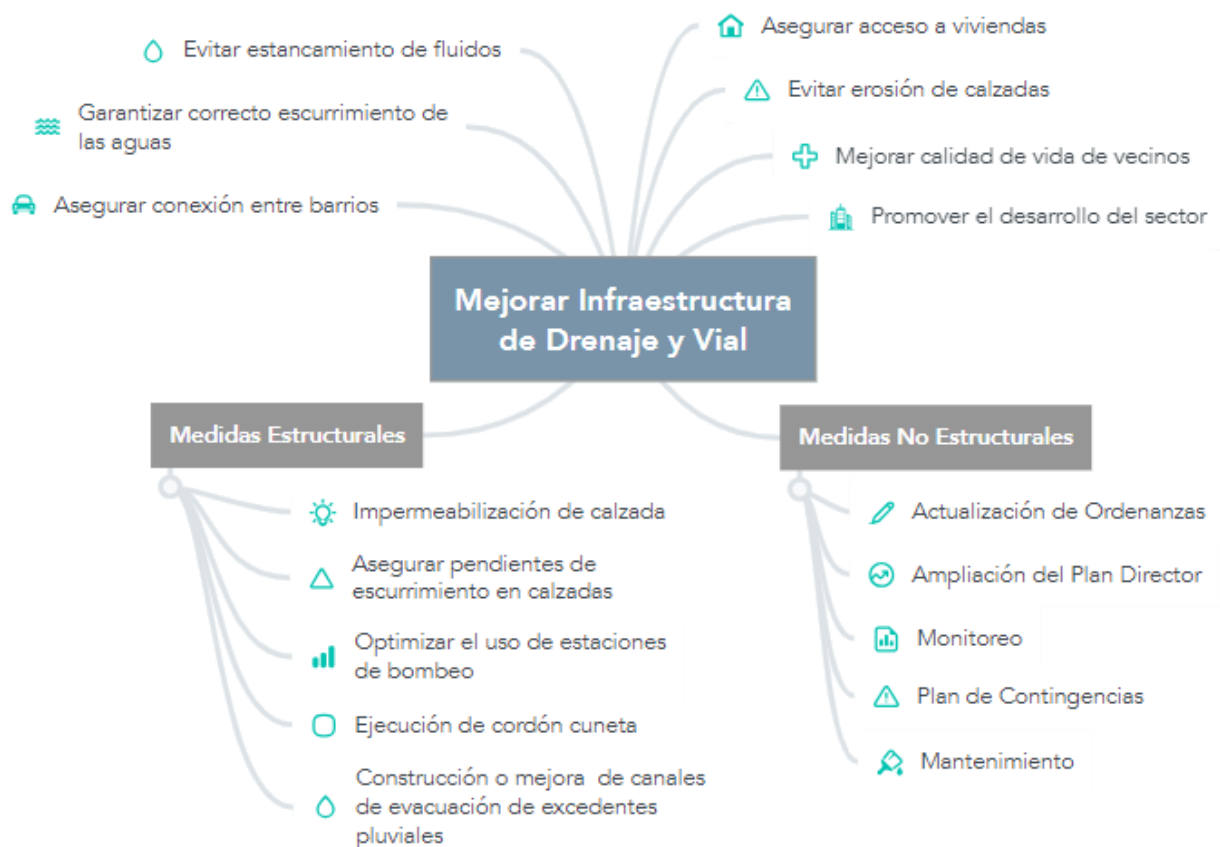 Evitar estancamiento de fluidos
Garantizar correcto escurrimiento de
las aguas
Asegurar conexión entre barrios
Asegurar acceso a viviendas
Evitar erosión de calzadas
Mejorar calidad de vida de vecinos
Promover el desarrollo del sector
Mejorar Infraestructura
de Drenaje y Vial
Medidas Estructurales
Impermeabilización de calzada
Asegurar pendientes de
escurrimiento en calzadas
Optimizar el uso de estaciones
de bombeo
Ejecución de cordón cuneta
Construcción o mejora de canales
de evacuación de excedentes
pluviales
Medidas No Estructurales
Actualización de Ordenanzas
Ampliación del Plan Director
Monitoreo
Plan de Contingencias
Mantenimiento